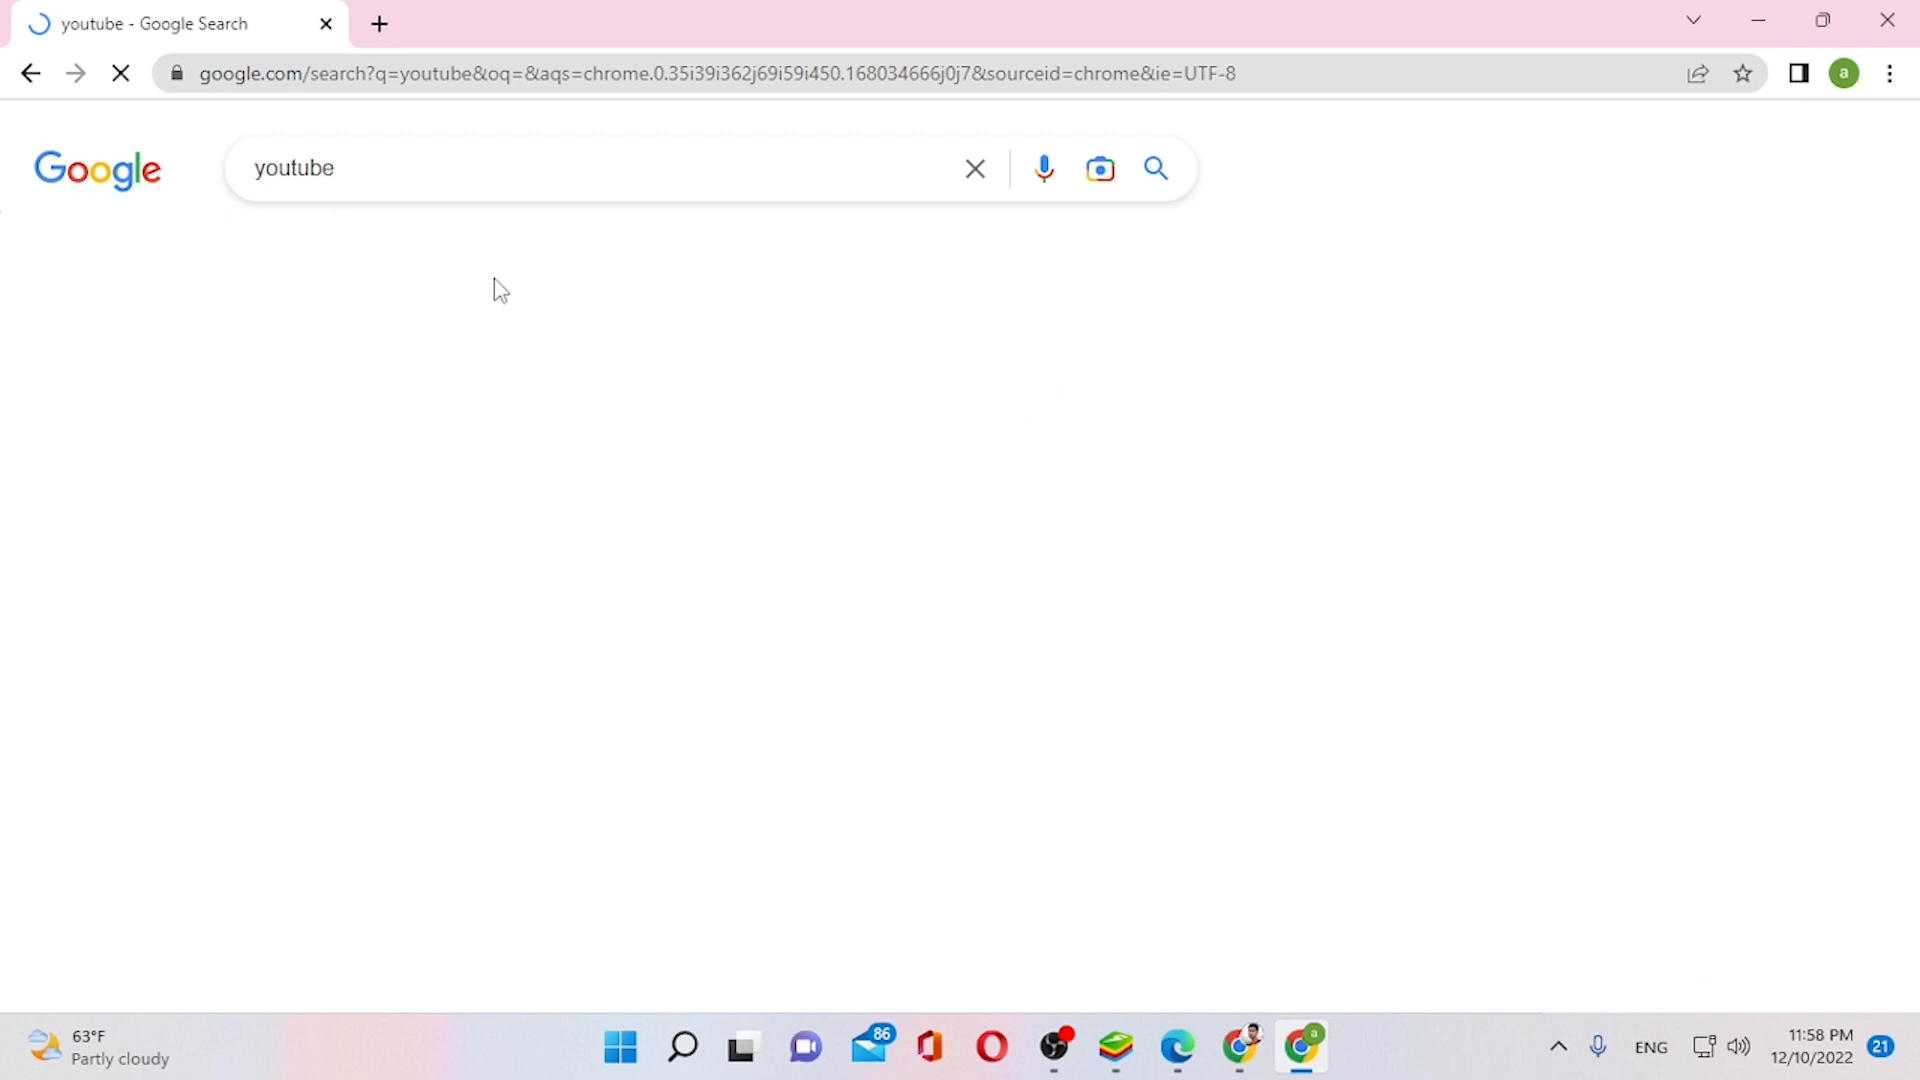 youtube - Google Search
google.com/search?q=youtube&oq=&aqs=chrome.0.35i39i362j69i59i450.168034666j0j7&sourceid=chrome&ie=UTF-8
a
Google
youtube
63°F
Partly cloudy
86
a
ENG
11:58 PM
12/10/2022
21